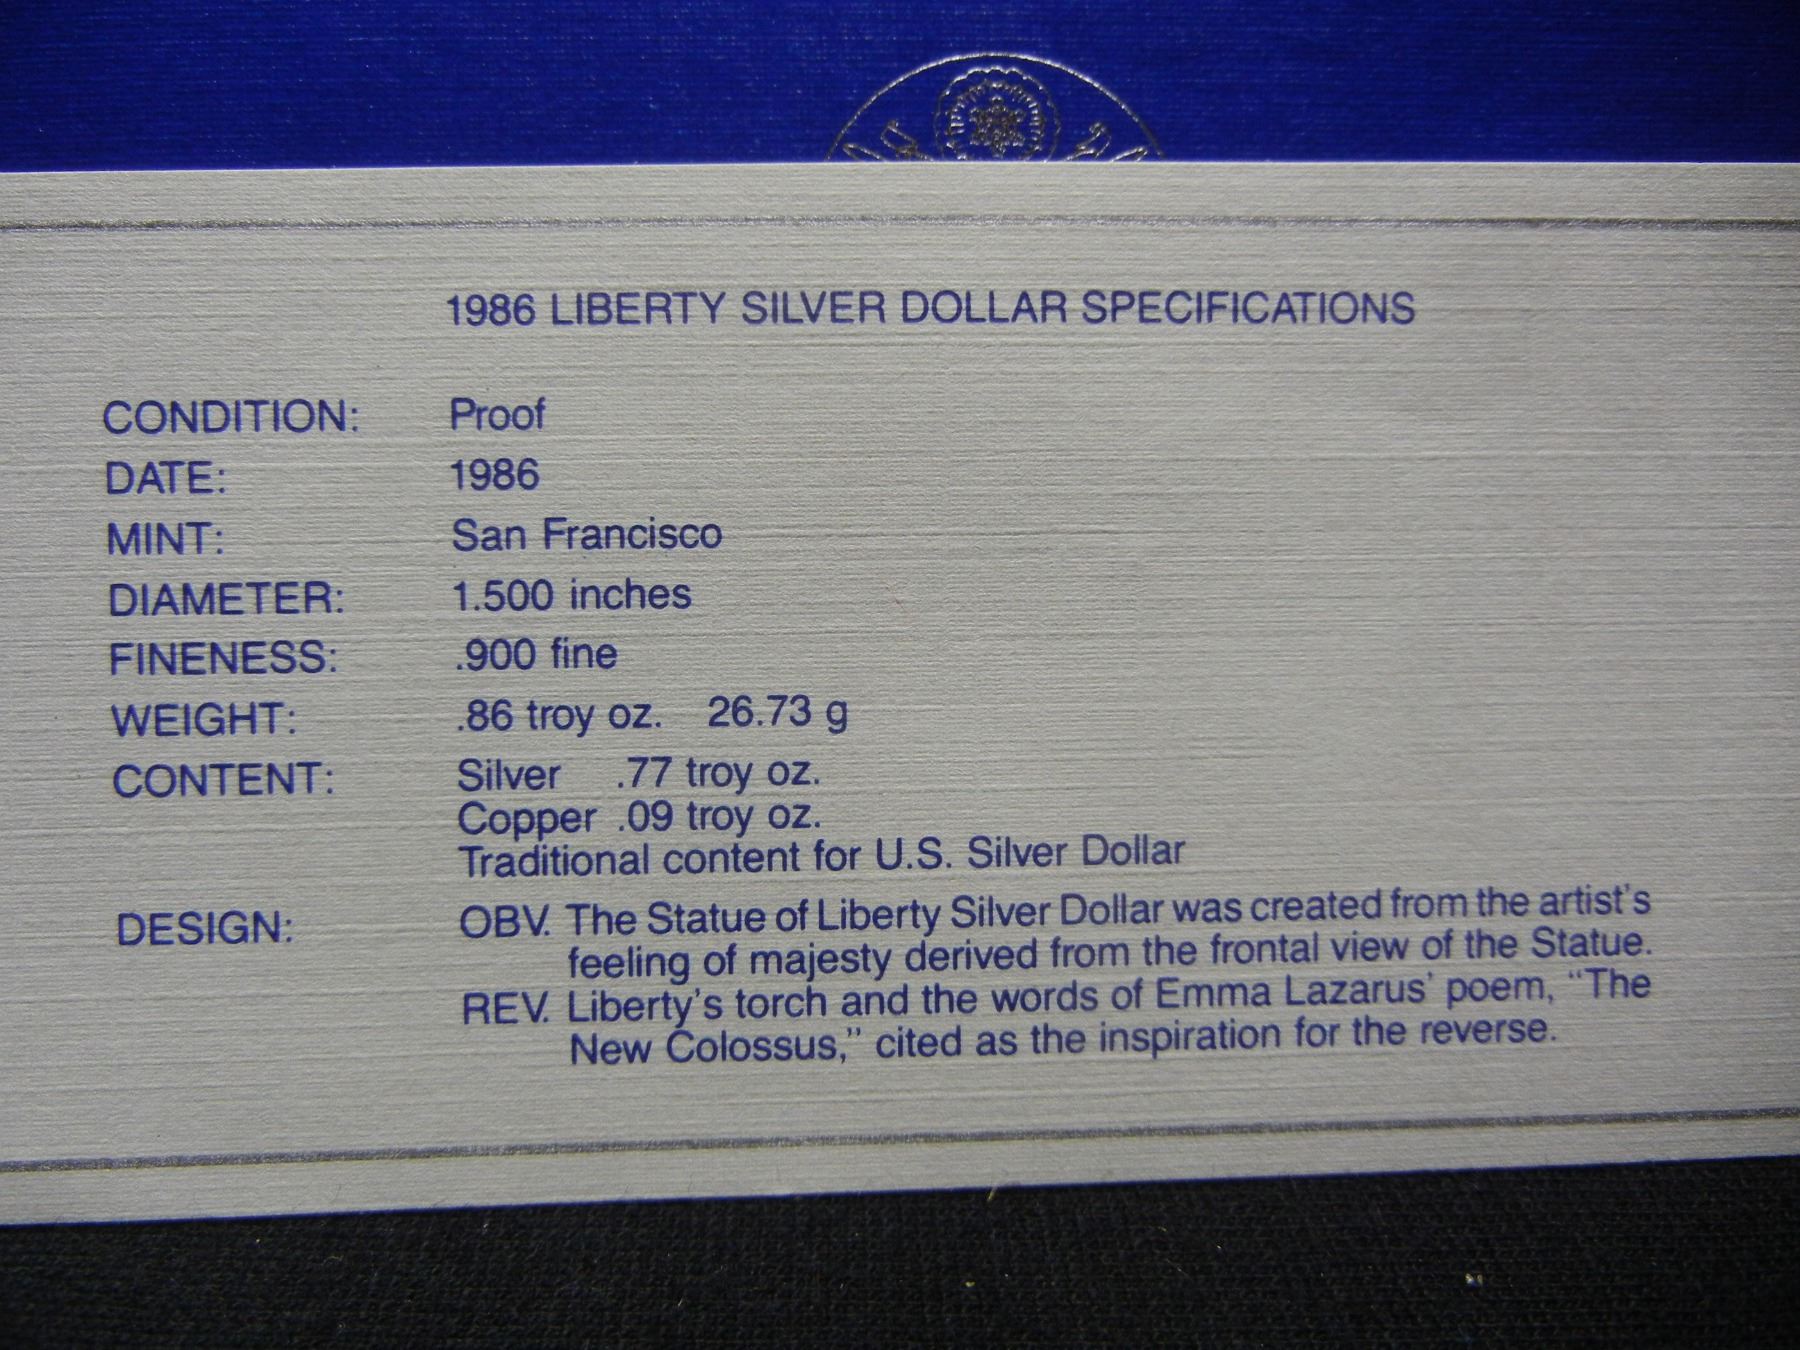 1986 LIBERTY SILVER DOLLAR SPECIFICATIONS
CONDITION: Proof
DATE: 1986
MINT: San Francisco
DIAMETER: 1.500 inches
FINENESS: .900 fine
WEIGHT: .86 troy oz. 26.73 g
CONTENT: Silver .77 troy oz.
Copper .09 troy oz.
Traditional content for U.S. Silver Dollar
DESIGN: OBV. The Statue of Liberty Silver Dollar was created from the artist's
feeling of majesty derived from the frontal view of the Statue.
REV. Liberty's torch and the words of Emma Lazarus' poem, "The
New Colossus," cited as the inspiration for the reverse.